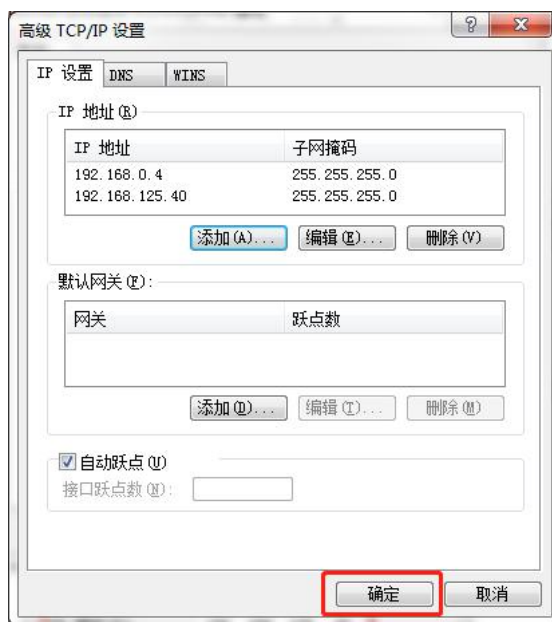 高级 TCP/IP 设置
IP 设置 DNS WINS
IP 地址(R)
IP 地址 子网掩码
192.168.0.4 255.255.255.0
192.168.125.40 255.255.255.0
添加(A)... 编辑(E)... 删除(V)
默认网关(F):
网关 跃点数
添加(D)... 编辑(T)... 删除(M)
自动跃点(U)
接口跃点数(N):
确定 取消